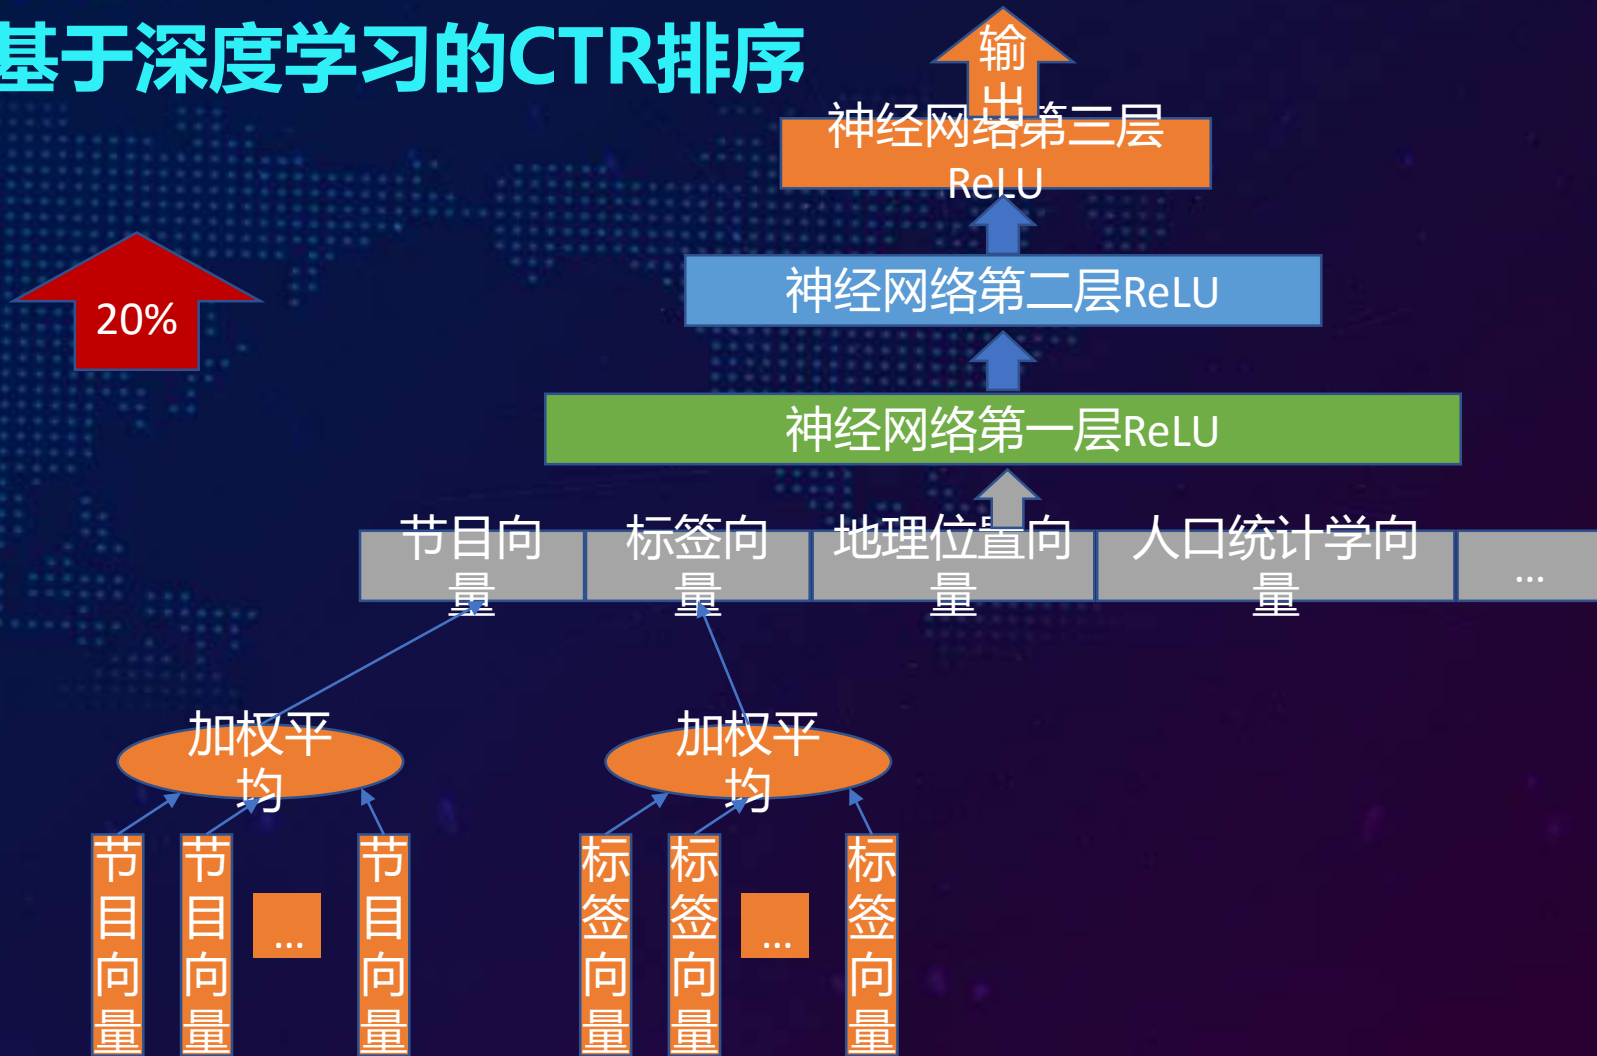 基于深度学习的CTR排序
输
出
神经网络第三层
ReLU
20%
神经网络第二层ReLU
神经网络第一层ReLU
节目向
量
标签向
量
地理位置向
量
人口统计学向
量
...
加权平
均
加权平
均
节目向量
节目向量
...
节目向量
标签向量
标签向量
...
标签向量